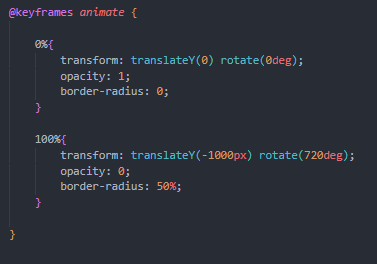 @keyframes animate {
0%{
transform: translateY(0) rotate(0deg);
opacity: 1;
border-radius: 0;
}
100%{
transform: translateY(-1000px) rotate(720deg);
opacity: 0;
border-radius: 50%;
}
}